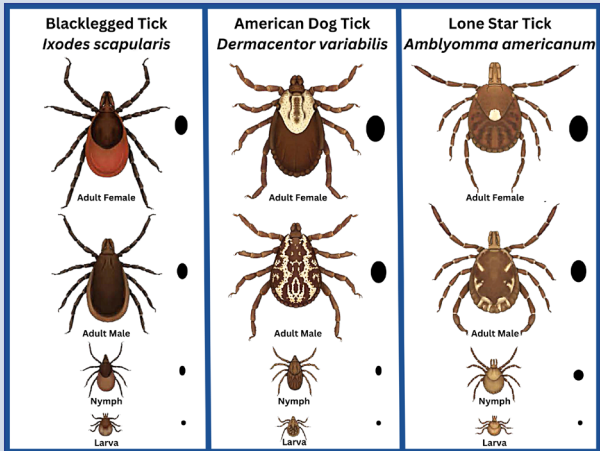 Blacklegged Tick
Ixodes scapularis
Adult Female
Adult Male
Nymph
Larva
American Dog Tick
Dermacentor variabilis
Adult Female
Adult Male
Nymph
Larva
Lone Star Tick
Amblyomma americanum
Adult Female
Adult Male
Nymph
Larva